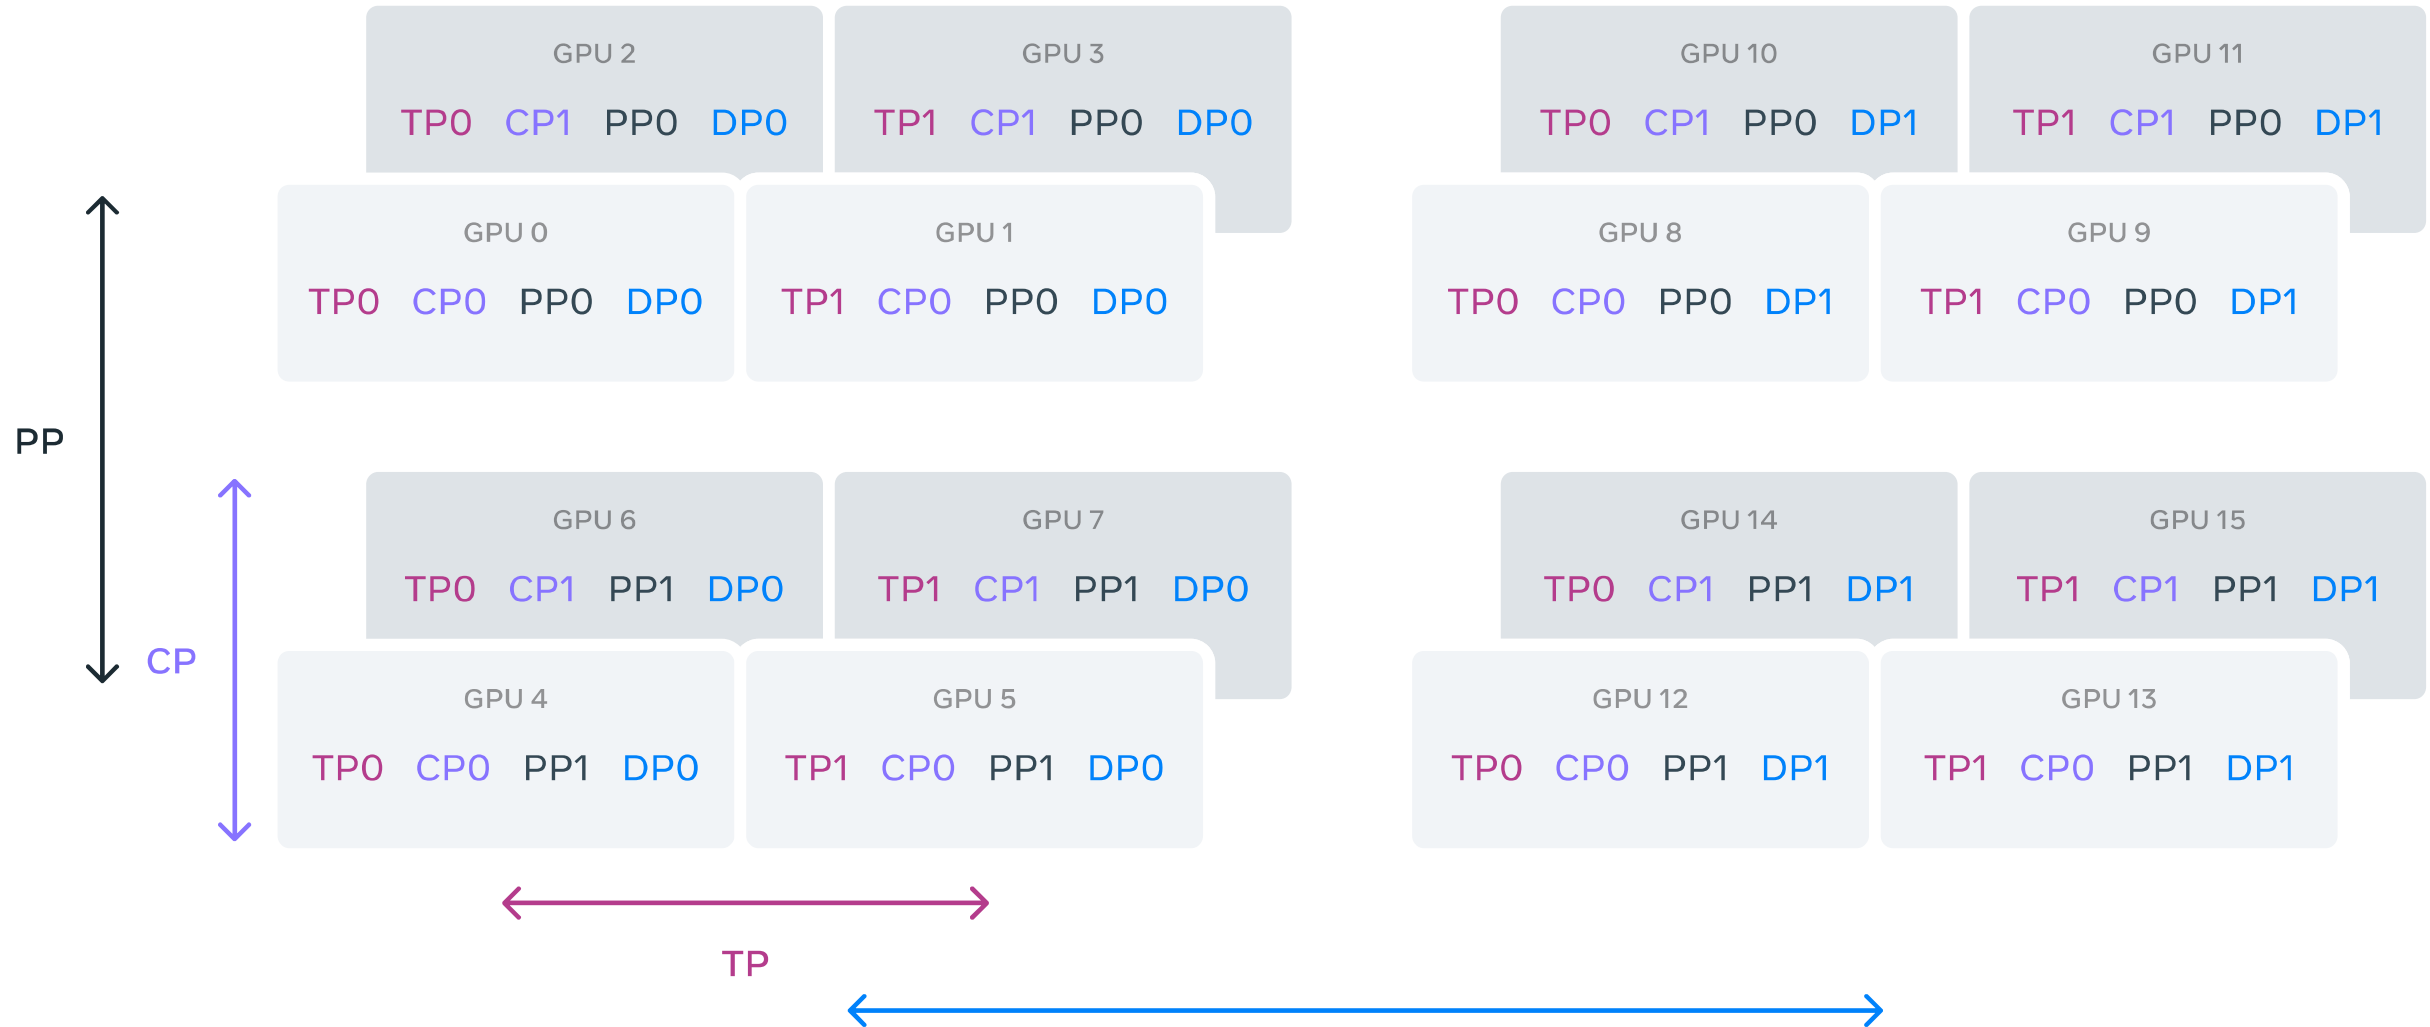 GPU 2
TP0 CP1 PP0 DP0
GPU 3
TP1 CP1 PP0 DP0
GPU 10
TP0 CP1 PP0 DP1
GPU 11
TP1 CP1 PP0 DP1
GPU 0
TP0 CP0 PP0 DP0
GPU 1
TP1 CP0 PP0 DP0
GPU 8
TP0 CP0 PP0 DP1
GPU 9
TP1 CP0 PP0 DP1
PP
GPU 6
TP0 CP1 PP1 DP0
GPU 7
TP1 CP1 PP1 DP0
GPU 14
TP0 CP1 PP1 DP1
GPU 15
TP1 CP1 PP1 DP1
CP
GPU 4
TP0 CP0 PP1 DP0
GPU 5
TP1 CP0 PP1 DP0
GPU 12
TP0 CP0 PP1 DP1
GPU 13
TP1 CP0 PP1 DP1
TP